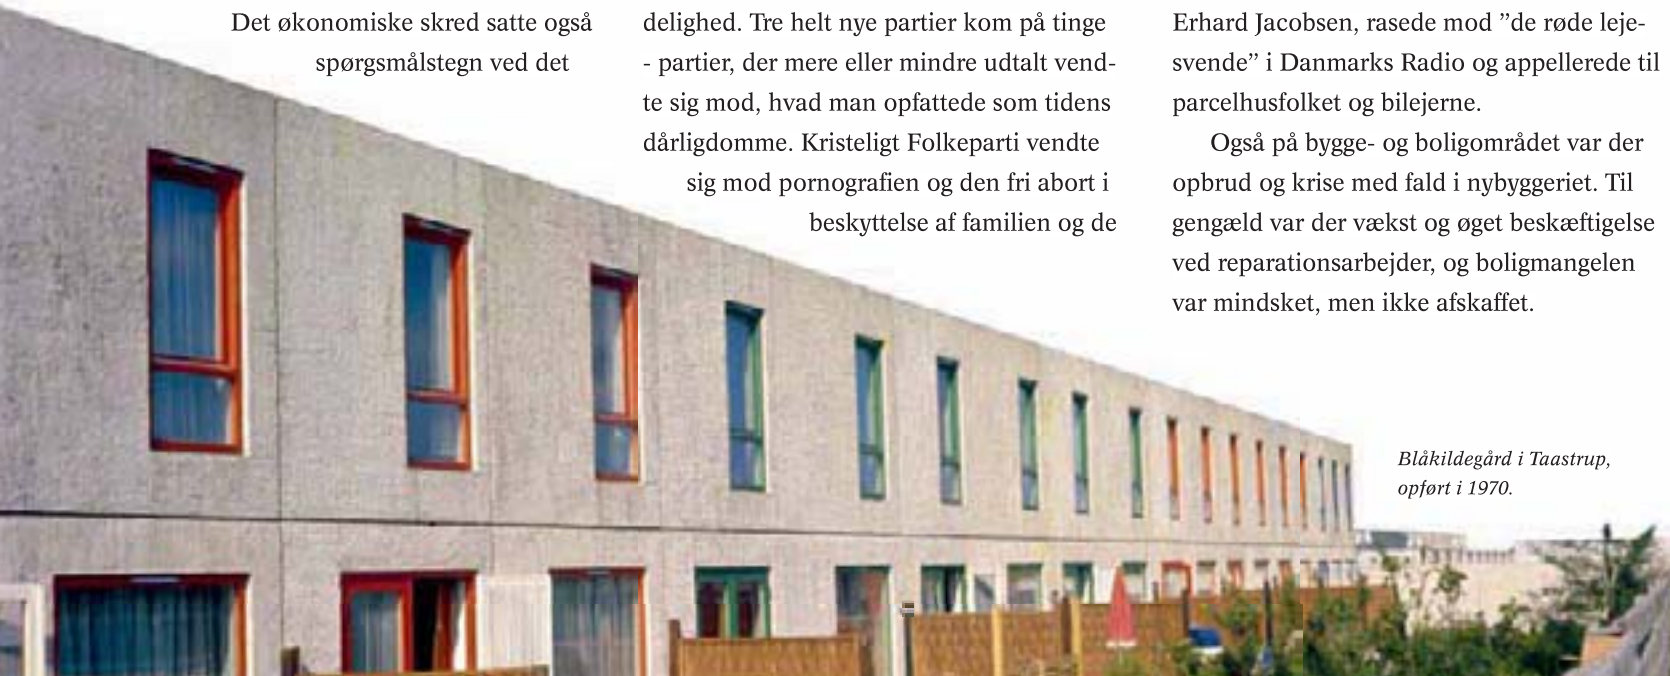 Det økonomiske skred satte også
spørgsmålstegn ved det
delighed. Tre helt nye partier kom på tinge
- partier, der mere eller mindre udtalt vend-
te sig mod, hvad man opfattede som tidens
dårligdomme. Kristeligt Folkeparti vendte
sig mod pornografien og den fri abort i
beskyttelse af familien og de
Erhard Jacobsen, rasede mod ”de røde leje-
svende” i Danmarks Radio og appellerede til
parcelhusfolket og bilejerne.
Også på bygge- og boligområdet var der
opbrud og krise med fald i nybyggeriet. Til
gengæld var der vækst og øget beskæftigelse
ved reparationsarbejder, og boligmangelen
var mindsket, men ikke afskaffet.
Blåkildegård i Taastrup,
opført i 1970.